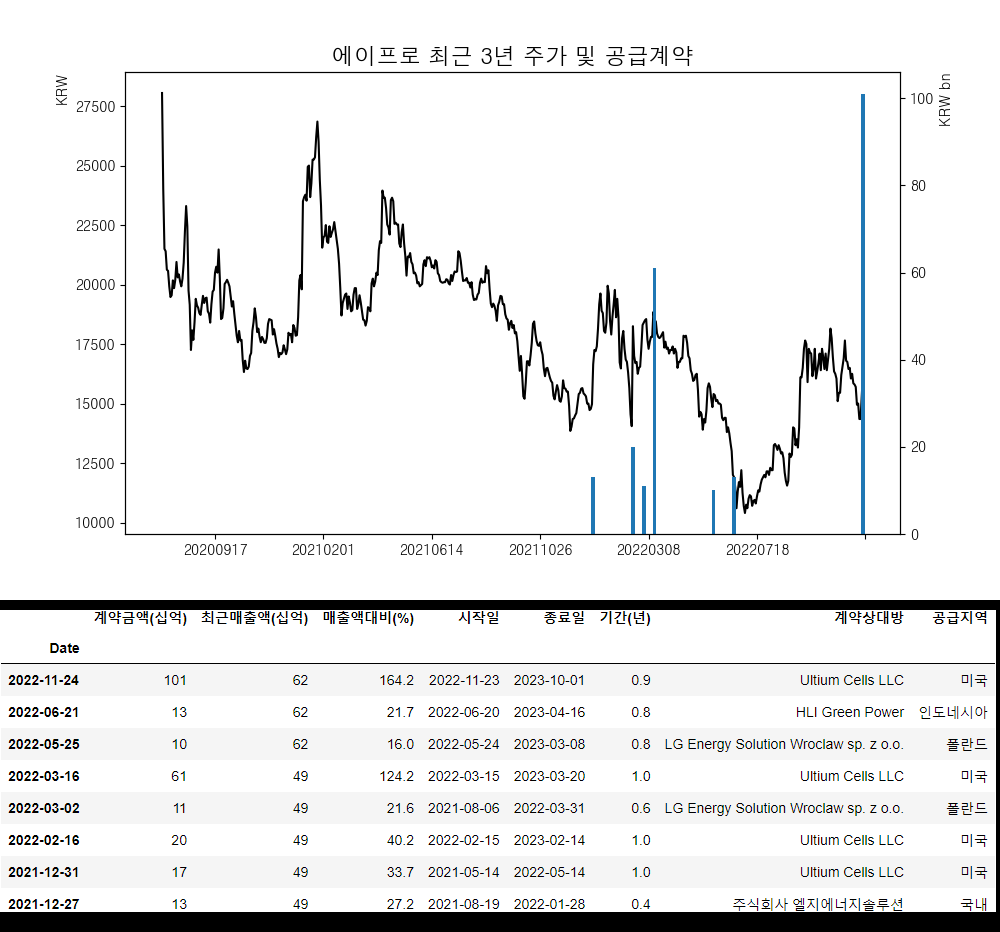 에이프로 최근 3년 주가 및 공급계약
KRW
KRW bn
27500
25000
22500
20000
17500
15000
12500
10000
100
80
60
40
20
0
20200917 20210201 20210614 20211026 20220308 20220718
계약금액(십억) 최근매출액(십억) 매출액대비(%) 시작일 종료일 기간(년) 계약상대방 공급지역
Date
2022-11-24 101 62 164.2 2022-11-23 2023-10-01 0.9 Ultium Cells LLC 미국
2022-06-21 13 62 21.7 2022-06-20 2023-04-16 0.8 HLI Green Power 인도네시아
2022-05-25 10 62 16.0 2022-05-24 2023-03-08 0.8 LG Energy Solution Wroclaw sp. z o.o. 폴란드
2022-03-16 61 49 124.2 2022-03-15 2023-03-20 1.0 Ultium Cells LLC 미국
2022-03-02 11 49 21.6 2021-08-06 2022-03-31 0.6 LG Energy Solution Wroclaw sp. z o.o. 폴란드
2022-02-16 20 49 40.2 2022-02-15 2023-02-14 1.0 Ultium Cells LLC 미국
2021-12-31 17 49 33.7 2021-05-14 2022-05-14 1.0 Ultium Cells LLC 미국
2021-12-27 13 49 27.2 2021-08-19 2022-01-28 0.4 주식회사 엘지에너지솔루션 국내